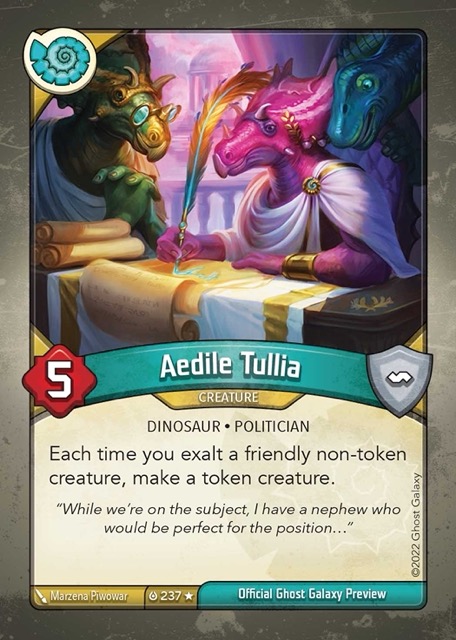 Aedile Tullia
5
CREATURE
DINOSAUR • POLITICIAN
Each time you exalt a friendly non-token
creature, make a token creature.
“While we’re on the subject, I have a nephew who
would be perfect for the position…”
©2022 Ghost Galaxy
Marzena Piwowar
237 ★
Official Ghost Galaxy Preview